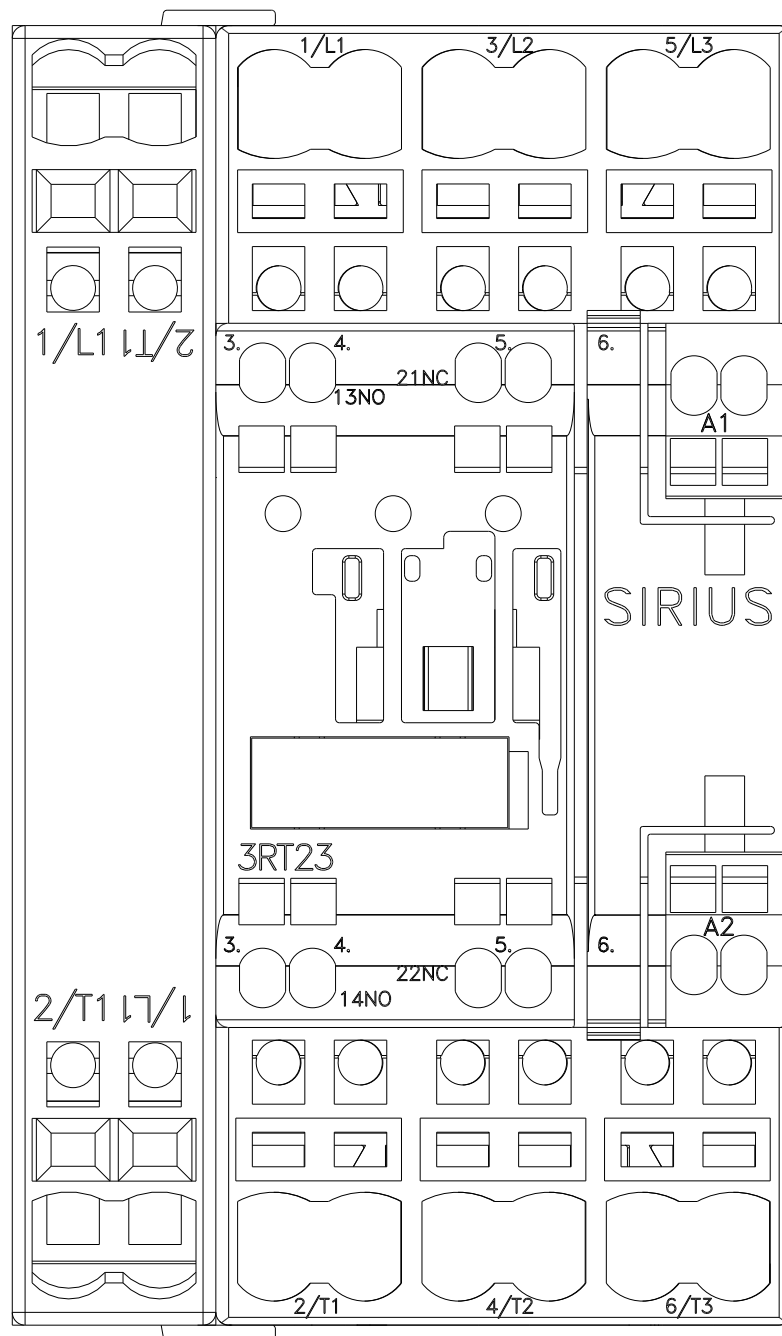 1/L1 3/L2 5/L3
1/L1 2/T1
3. 4. 5. 6.
21NC
13NO
A1
SIRIUS
3RT23
A2
3. 4. 5. 6.
22NC
14NO
2/T1 1/L1
2/T1 4/T2 6/T3